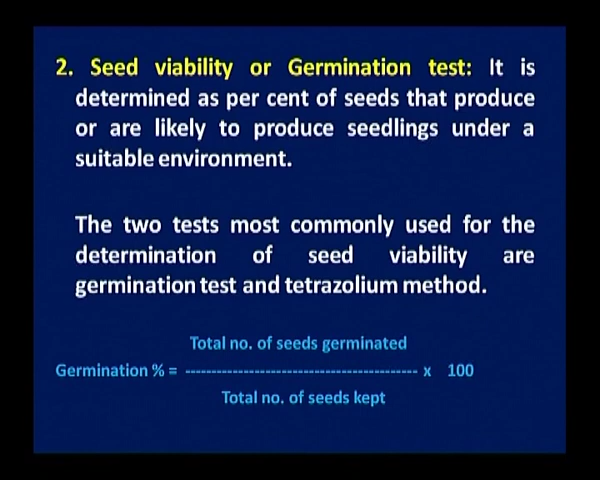 2. Seed viability or Germination test: It is
determined as per cent of seeds that produce
or are likely to produce seedlings under a
suitable environment.
The two tests most commonly used for the
determination of seed viability are
germination test and tetrazolium method.
Total no. of seeds germinated
Germination % = ------------------------------------------- x 100
Total no. of seeds kept